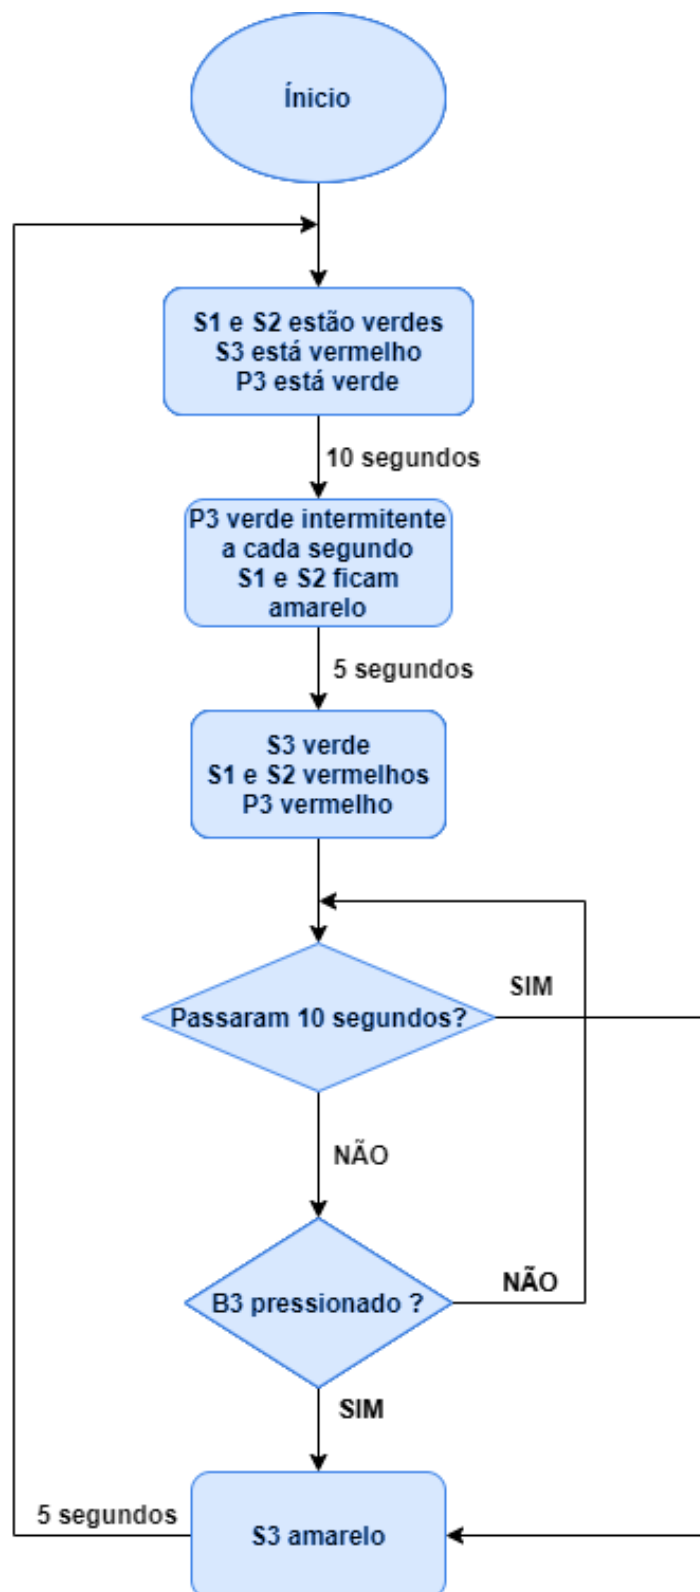 Ínicio
S1 e S2 estão verdes
S3 está vermelho
P3 está verde
10 segundos
P3 verde intermitente
a cada segundo
S1 e S2 ficam
amarelo
5 segundos
S3 verde
S1 e S2 vermelhos
P3 vermelho
SIM
Passaram 10 segundos?
NÃO
B3 pressionado ?
NÃO
SIM
5 segundos
S3 amarelo